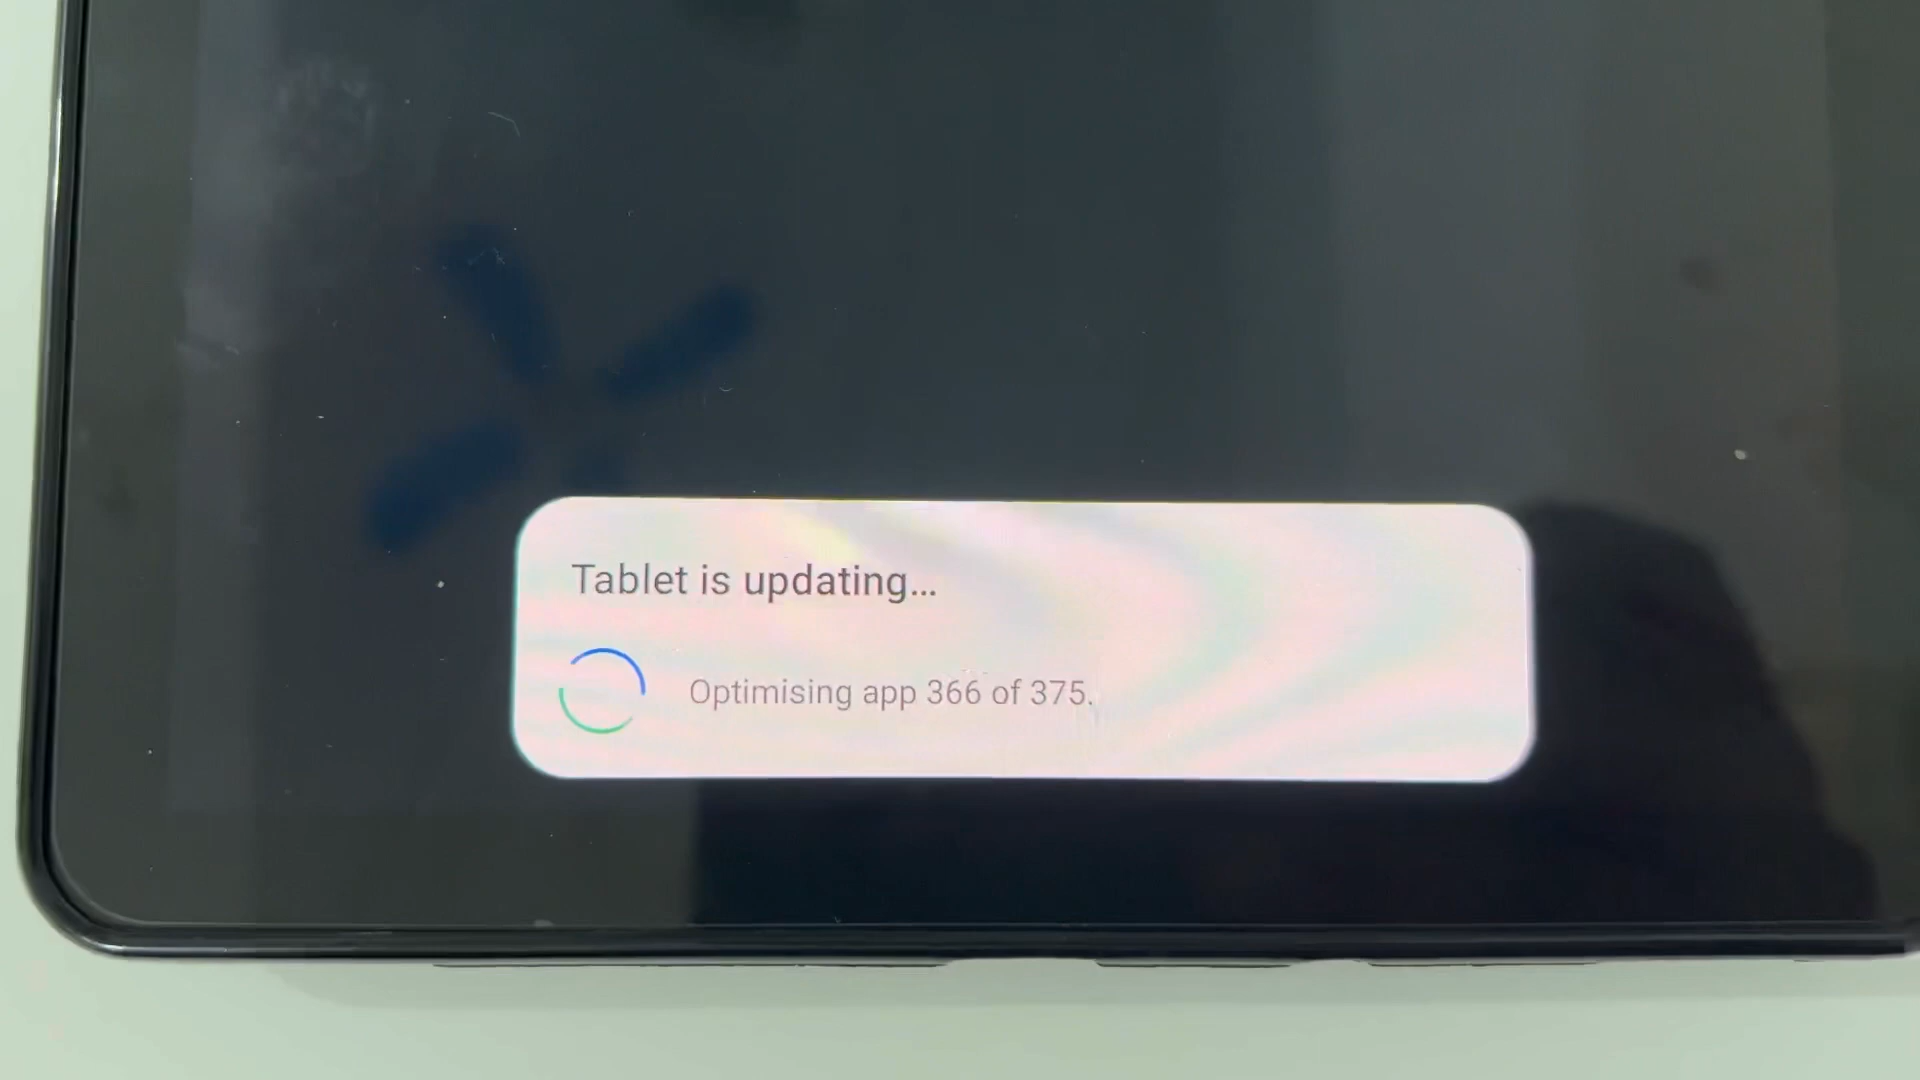 Tablet is updating...
Optimising app 366 of 375.